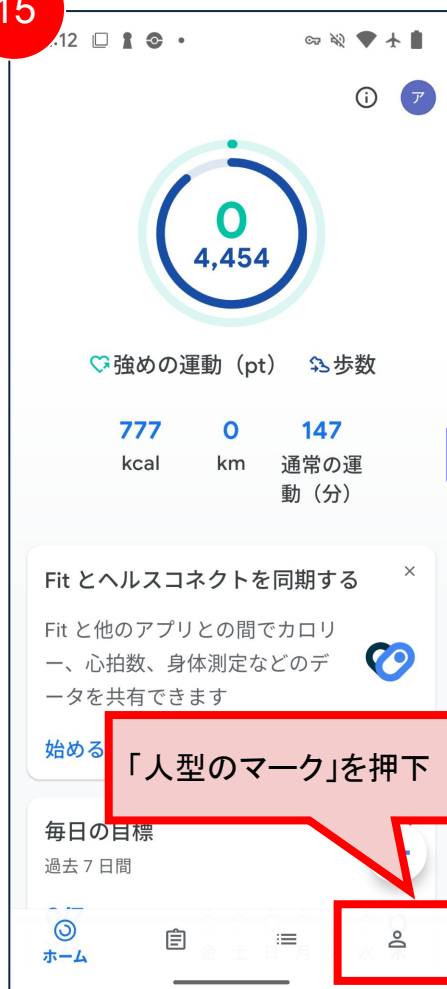 15
:12
ア
0
4,454
強めの運動（pt） 歩数
777 0 147
kcal km 通常の運
動（分）
Fit とヘルスコネクトを同期する
Fit と他のアプリとの間でカロリ
ー、心拍数、身体測定などのデ
ータを共有できます
始める
「人型のマーク」を押下
毎日の目標
過去 7 日間
ホーム